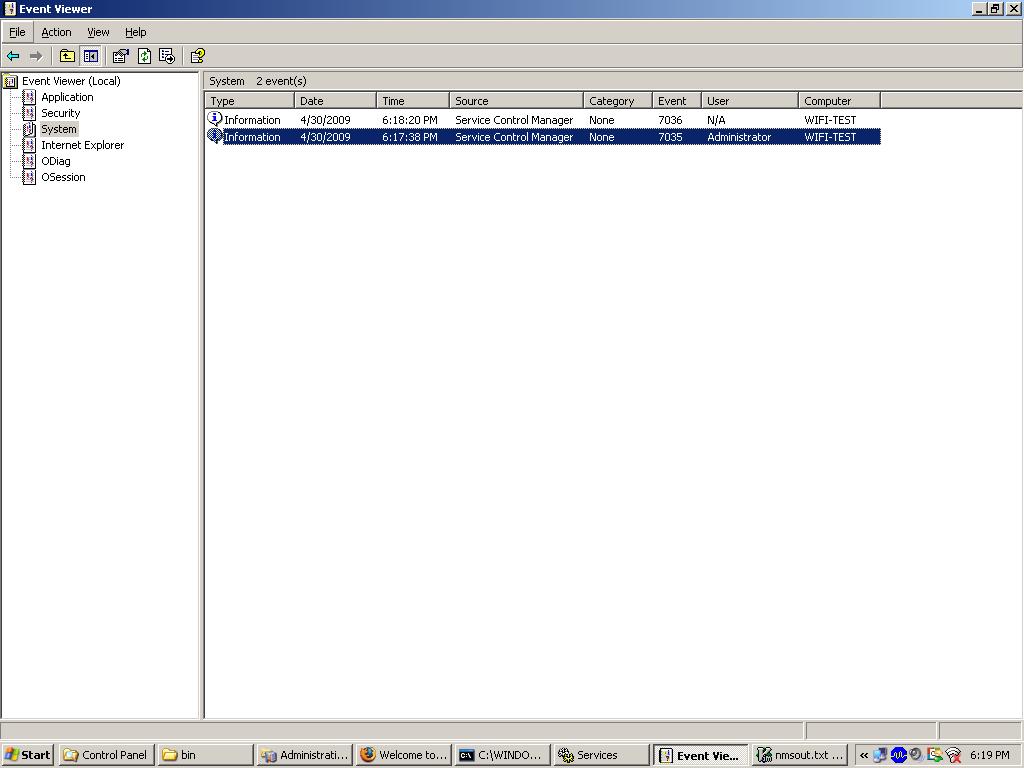 Event Viewer
File Action View Help
Event Viewer (Local)
Application
Security
System
Internet Explorer
ODiag
OSession
System 2 event(s)
Type Date Time Source Category Event User Computer
Information 4/30/2009 6:18:20 PM Service Control Manager None 7036 N/A WIFI-TEST
Information 4/30/2009 6:17:38 PM Service Control Manager None 7035 Administrator WIFI-TEST
Start Control Panel bin Administrati... Welcome to... C:\WINDO... Services Event Vie... nmsout.txt ... « 6:19 PM